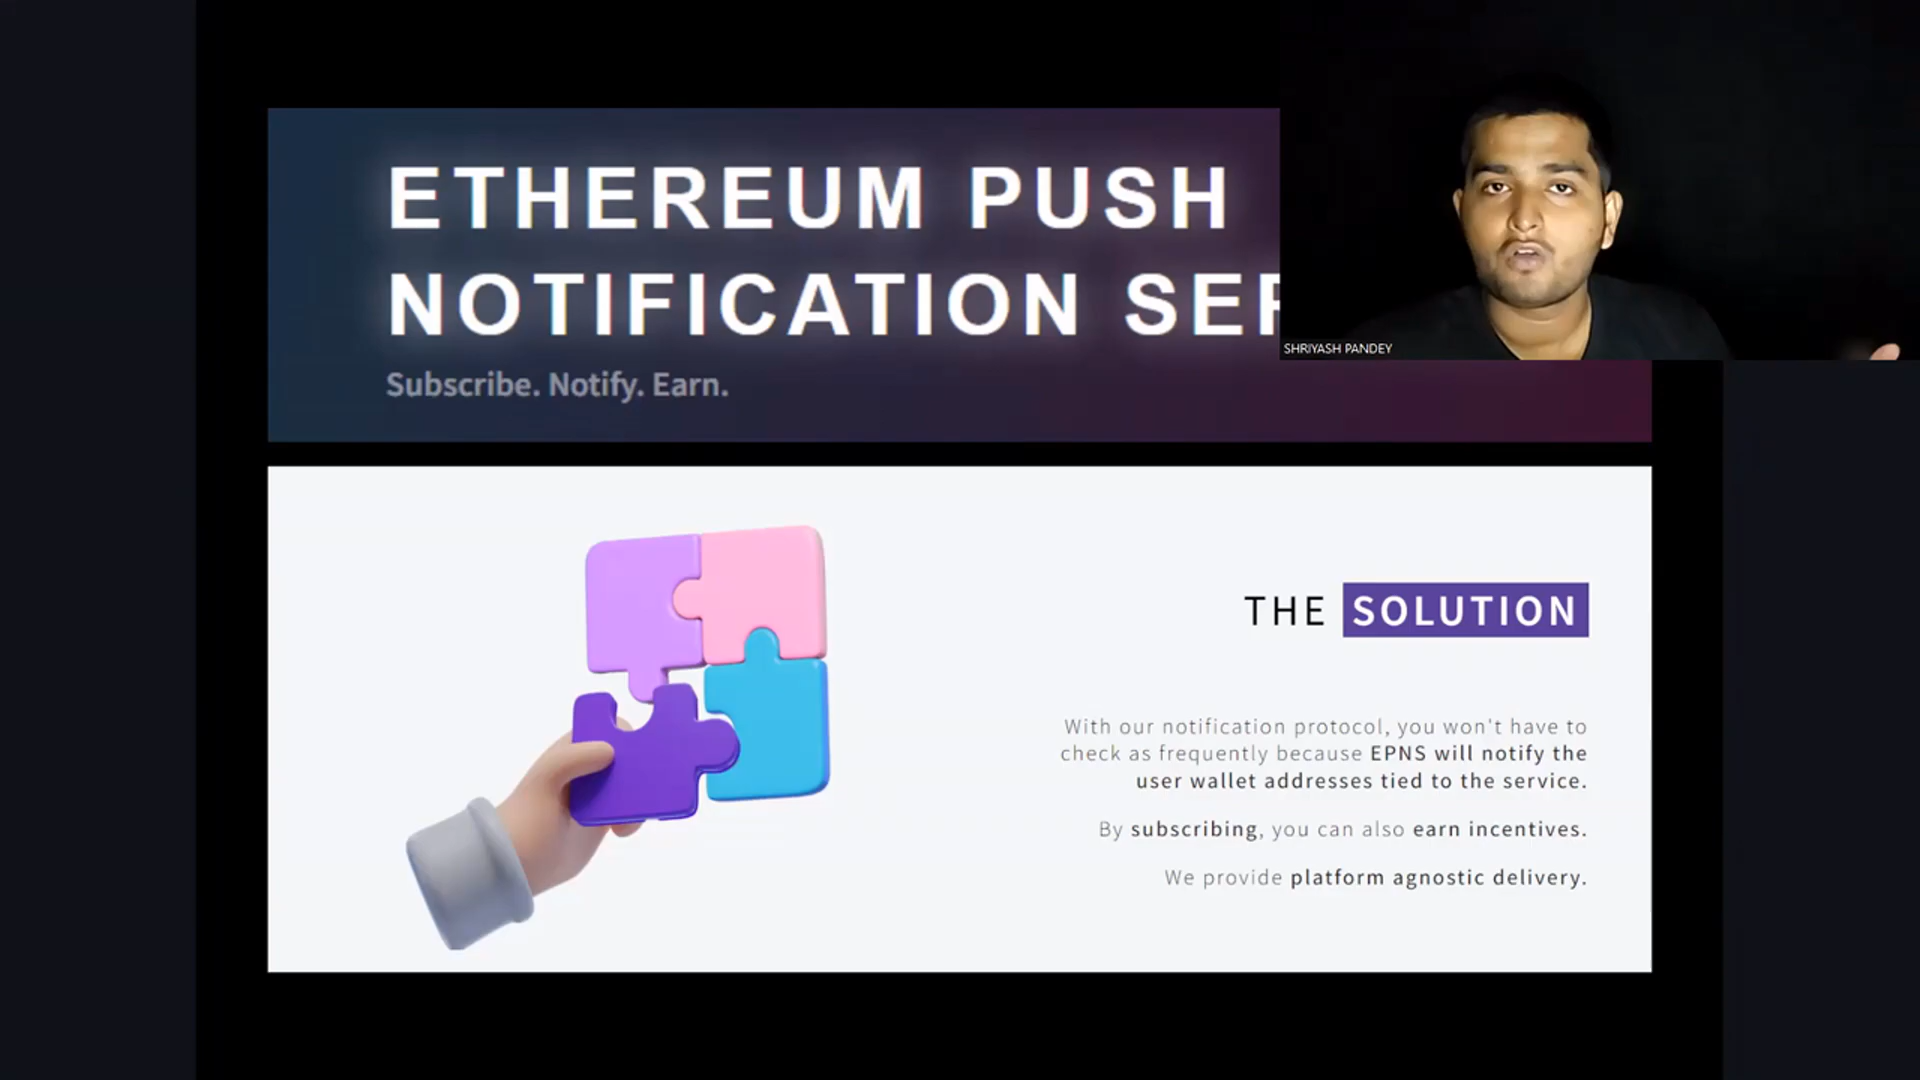 ETHEREUM PUSH
NOTIFICATION SER
Subscribe. Notify. Earn.
SHRIYASH PANDEY
THE SOLUTION
With our notification protocol, you won't have to
check as frequently because EPNS will notify the
user wallet addresses tied to the service.
By subscribing, you can also earn incentives.
We provide platform agnostic delivery.